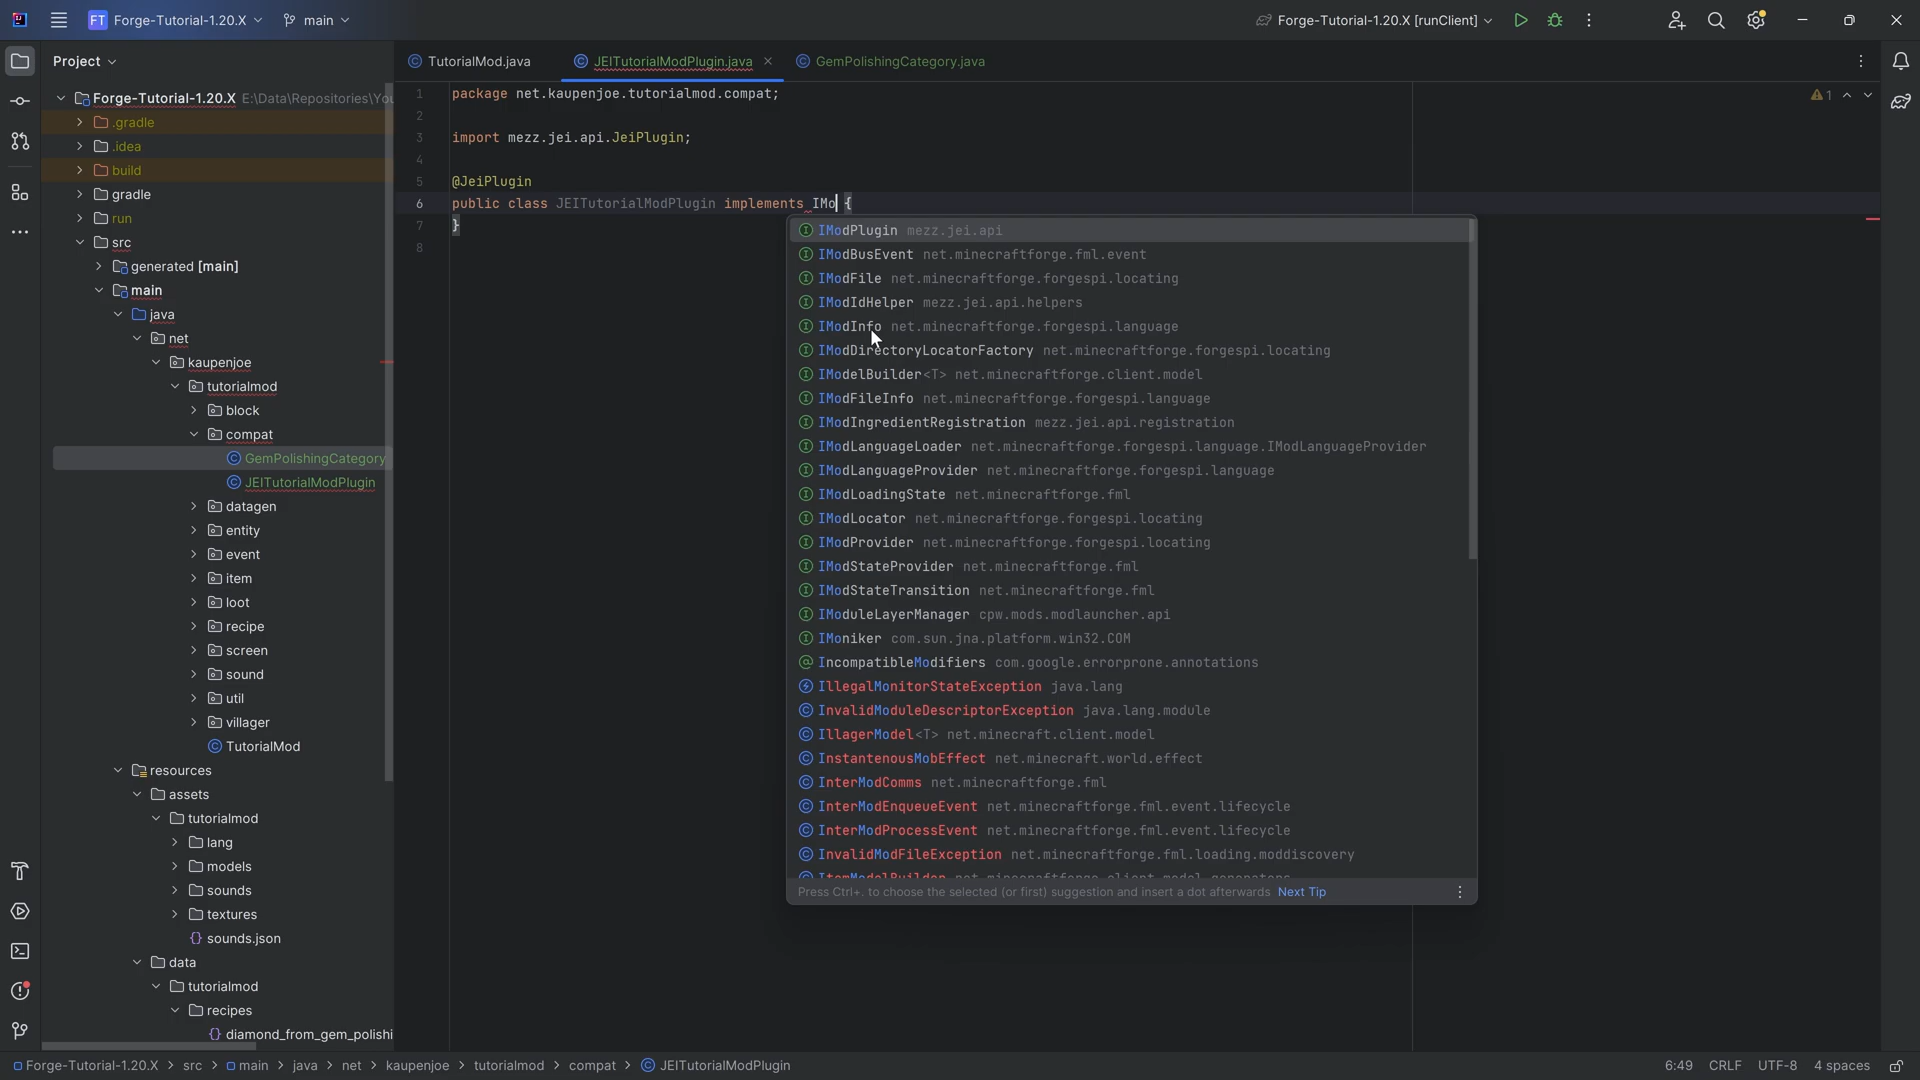 FT Forge-Tutorial-1.20.X main Forge-Tutorial-1.20.X [runClient]
Project
TutorialMod.java JEITutorialModPlugin.java GemPolishingCategory.java
Forge-Tutorial-1.20.X E:\Data\Repositories\You
.gradle
.idea
build
gradle
run
src
generated [main]
main
java
net
kaupenjoe
tutorialmod
block
compat
GemPolishingCategory
JEITutorialModPlugin
datagen
entity
event
item
loot
recipe
screen
sound
util
villager
TutorialMod
resources
assets
tutorialmod
lang
models
sounds
textures
{} sounds.json
data
tutorialmod
recipes
{} diamond_from_gem_polishi
1 package net.kaupenjoe.tutorialmod.compat;
2
3 import mezz.jei.api.JeiPlugin;
4
5 @JeiPlugin
6 public class JEITutorialModPlugin implements IMo {
7 }
8
1
IModPlugin mezz.jei.api
IModBusEvent net.minecraftforge.fml.event
IModFile net.minecraftforge.forgespi.locating
IModIdHelper mezz.jei.api.helpers
IModInfo net.minecraftforge.forgespi.language
IModDirectoryLocatorFactory net.minecraftforge.forgespi.locating
IModelBuilder<T> net.minecraftforge.client.model
IModFileInfo net.minecraftforge.forgespi.language
IModIngredientRegistration mezz.jei.api.registration
IModLanguageLoader net.minecraftforge.forgespi.language.IModLanguageProvider
IModLanguageProvider net.minecraftforge.forgespi.language
IModLoadingState net.minecraftforge.fml
IModLocator net.minecraftforge.forgespi.locating
IModProvider net.minecraftforge.forgespi.locating
IModStateProvider net.minecraftforge.fml
IModStateTransition net.minecraftforge.fml
IModuleLayerManager cpw.mods.modlauncher.api
IMoniker com.sun.jna.platform.win32.COM
IncompatibleModifiers com.google.errorprone.annotations
IllegalMonitorStateException java.lang
InvalidModuleDescriptorException java.lang.module
IllagerModel<T> net.minecraft.client.model
InstantenousMobEffect net.minecraft.world.effect
InterModComms net.minecraftforge.fml
InterModEnqueueEvent net.minecraftforge.fml.event.lifecycle
InterModProcessEvent net.minecraftforge.fml.event.lifecycle
InvalidModFileException net.minecraftforge.fml.loading.moddiscovery
ItemModelBuilder net.minecraftforge.client.model.generators
Press Ctrl+. to choose the selected (or first) suggestion and insert a dot afterwards Next Tip
Forge-Tutorial-1.20.X > src > main > java > net > kaupenjoe > tutorialmod > compat > JEITutorialModPlugin 6:49 CRLF UTF-8 4 spaces